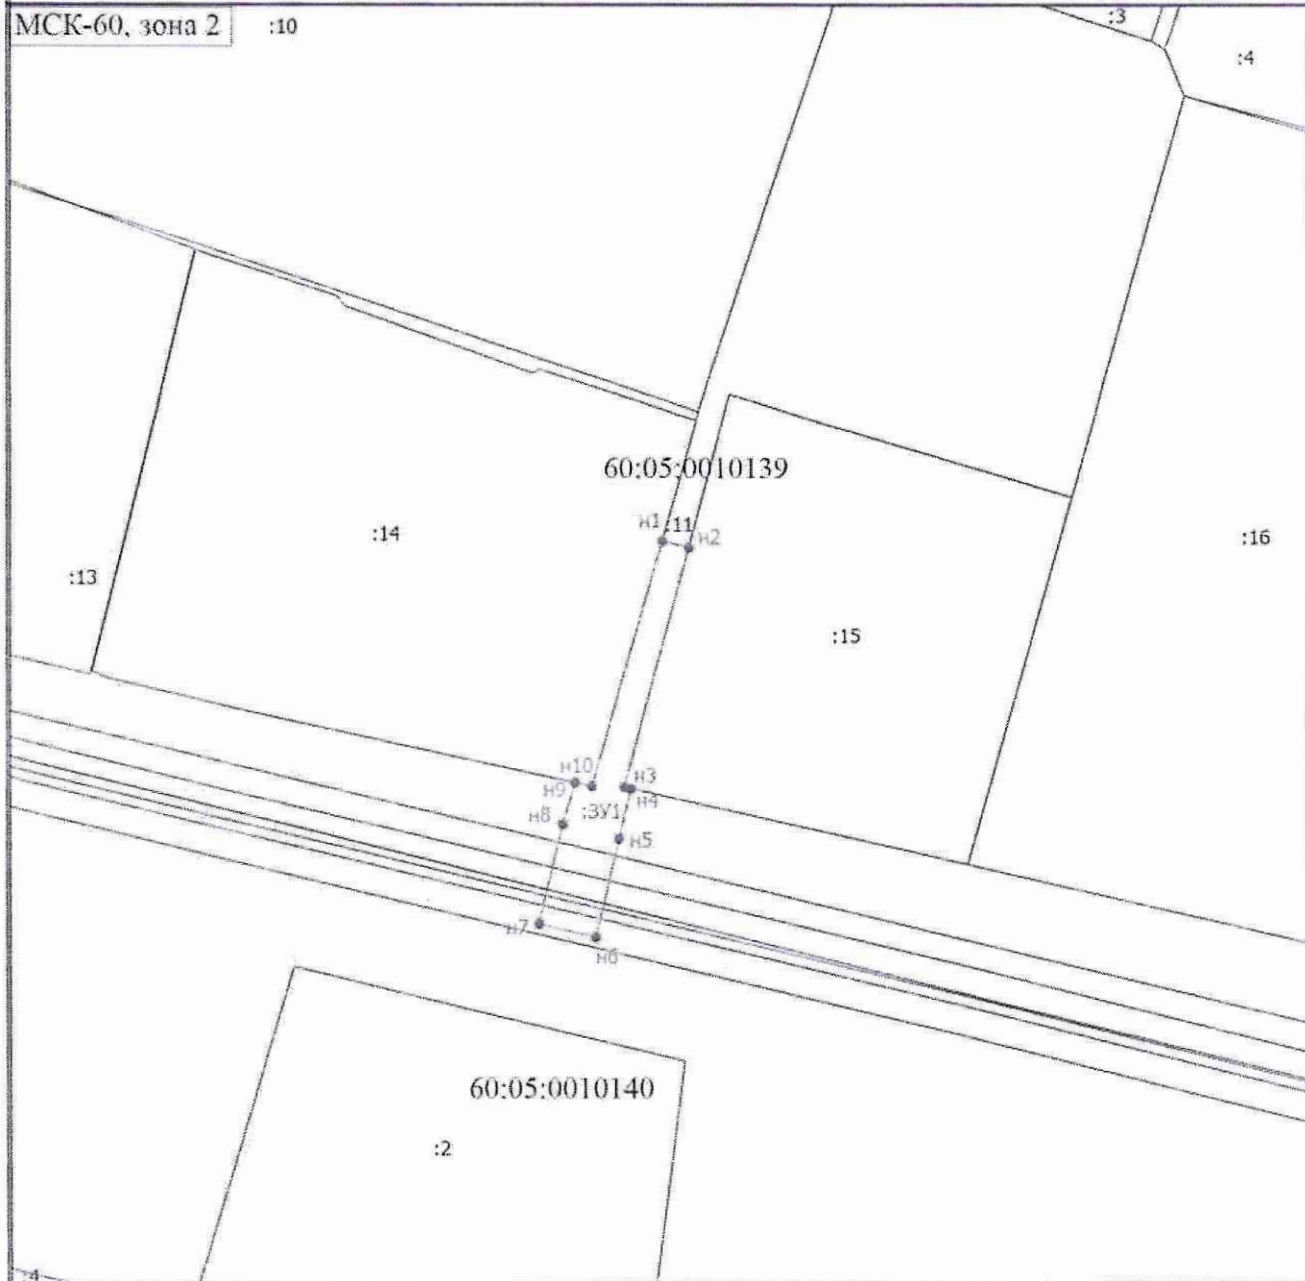 МСК-60, зона 2
:10
:3
:4
60:05:0010139
н1
:11
н2
:14
:16
:13
:15
н10
н3
н9
н4
н8
:ЗУ1
н5
н7
н6
60:05:0010140
:2
:4